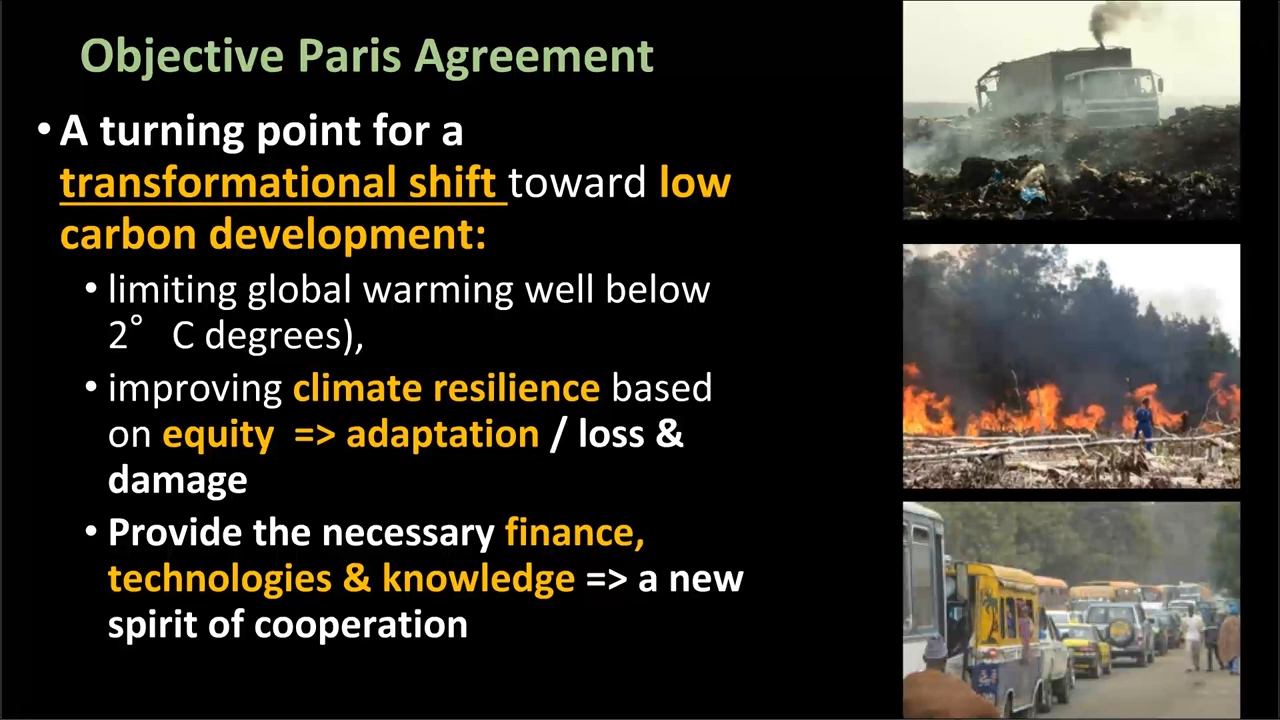 Objective Paris Agreement
• A turning point for a
transformational shift toward low
carbon development:
• limiting global warming well below
2° C degrees),
• improving climate resilience based
on equity => adaptation / loss &
damage
• Provide the necessary finance,
technologies & knowledge => a new
spirit of cooperation